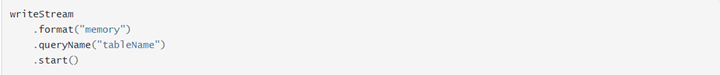 writeStream
.format("memory")
.queryName("tableName")
.start()